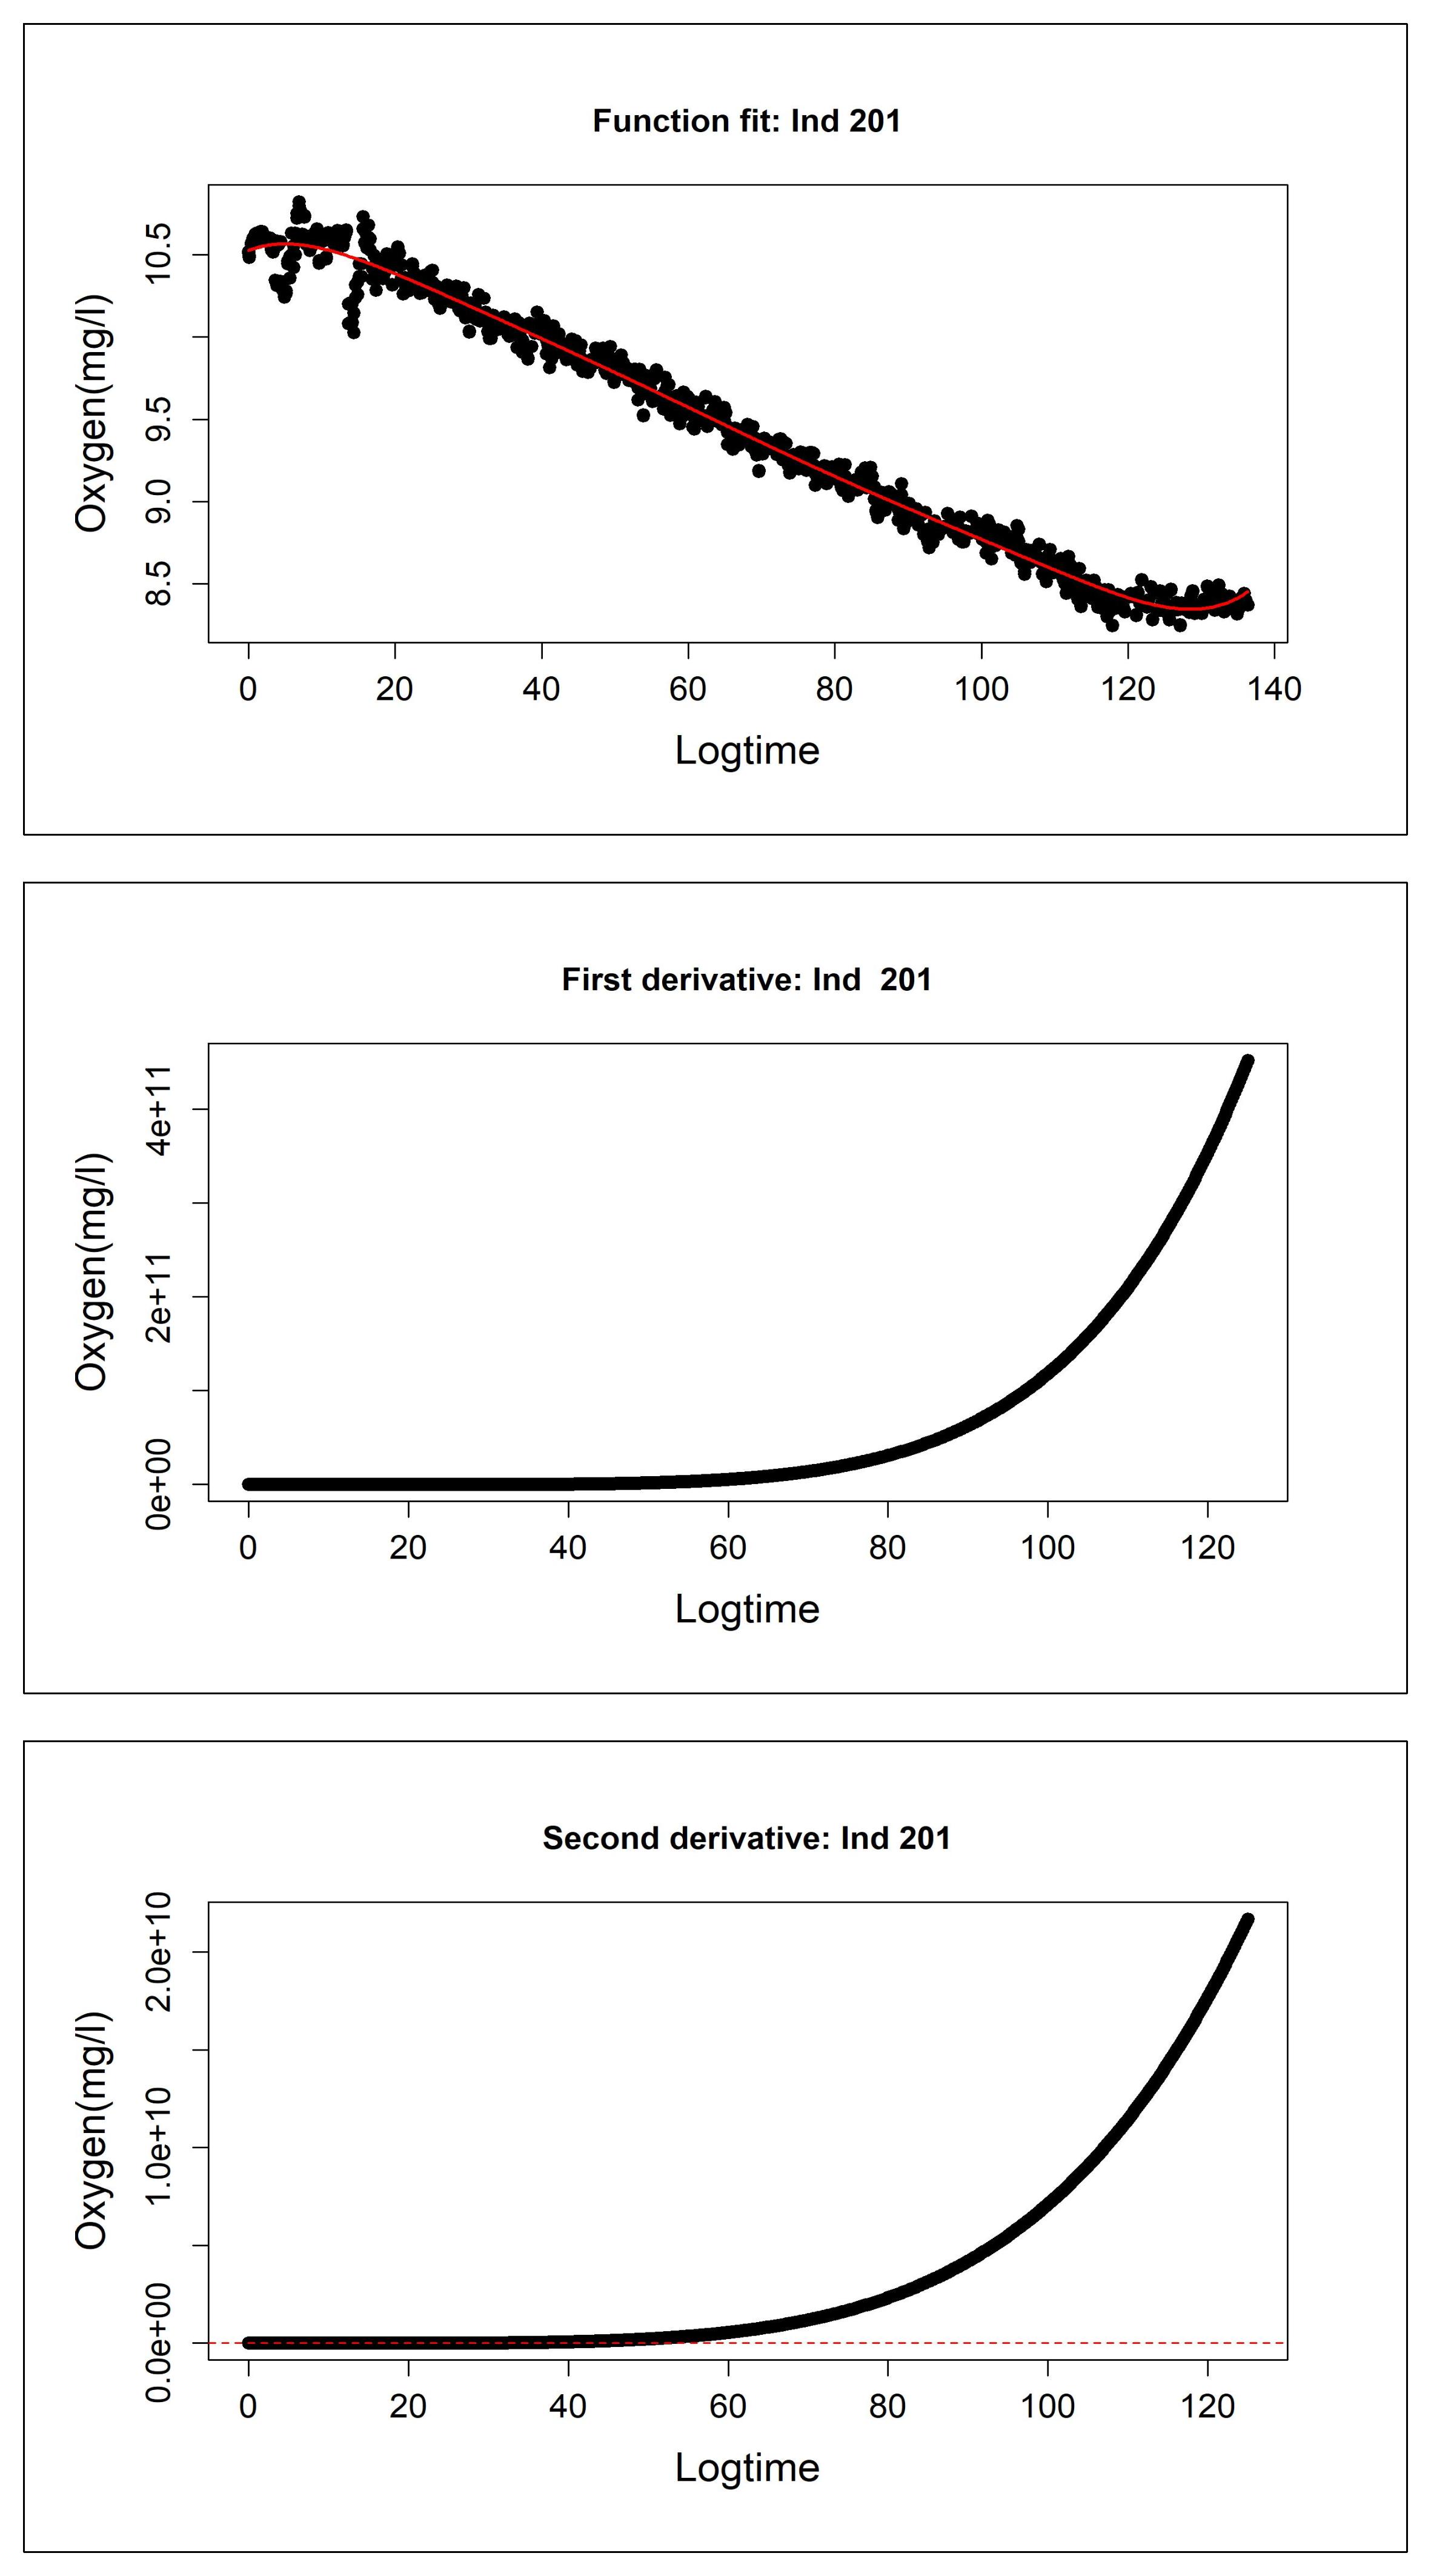 Function fit: Ind 201
Oxygen(mg/l)
10.5
9.5
9.0
8.5
0 20 40 60 80 100 120 140
Logtime
First derivative: Ind  201
Oxygen(mg/l)
4e+11
2e+11
0e+00
0 20 40 60 80 100 120
Logtime
Second derivative: Ind 201
Oxygen(mg/l)
2.0e+10
1.0e+10
0.0e+00
0 20 40 60 80 100 120
Logtime